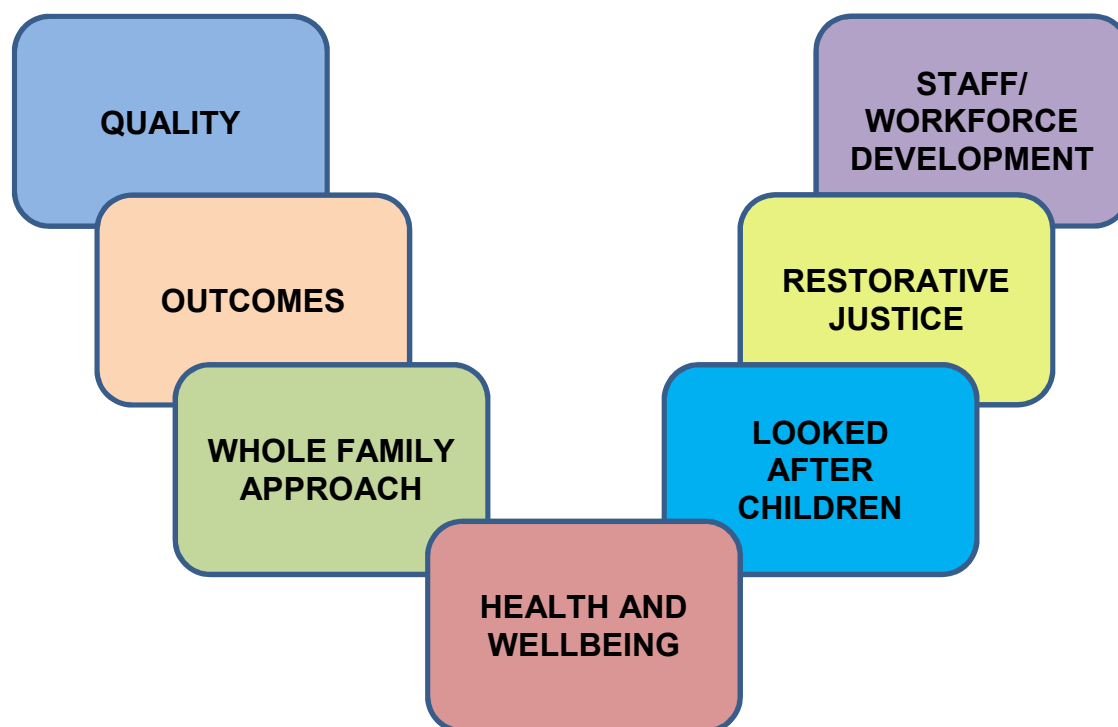 QUALITY
OUTCOMES
WHOLE FAMILY
APPROACH
HEALTH AND
WELLBEING
LOOKED
AFTER
CHILDREN
RESTORATIVE
JUSTICE
STAFF/
WORKFORCE
DEVELOPMENT